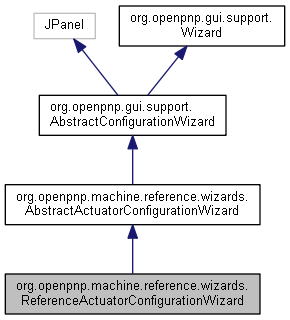 JPanel
org.openpnp.gui.support.
Wizard
org.openpnp.gui.support.
AbstractConfigurationWizard
org.openpnp.machine.reference.wizards.
AbstractActuatorConfigurationWizard
org.openpnp.machine.reference.wizards.
ReferenceActuatorConfigurationWizard